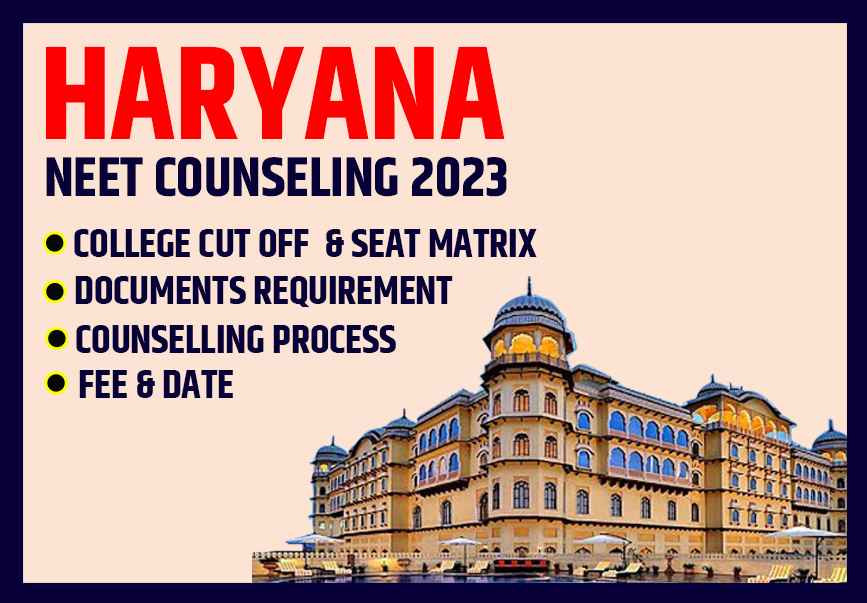 HARYANA
NEET COUNSELING 2023
COLLEGE CUT OFF & SEAT MATRIX
DOCUMENTS REQUIREMENT
COUNSELLING PROCESS
FEE & DATE